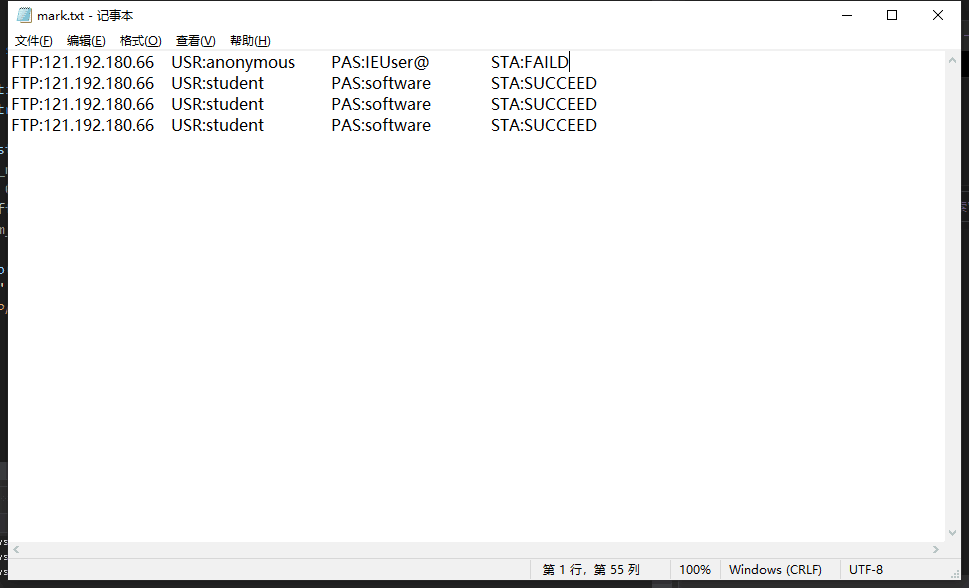 mark.txt - 记事本
文件(F) 编辑(E) 格式(O) 查看(V) 帮助(H)
FTP:121.192.180.66 USR:anonymous PAS:IEUser@ STA:FAILD
FTP:121.192.180.66 USR:student PAS:software STA:SUCCEED
FTP:121.192.180.66 USR:student PAS:software STA:SUCCEED
FTP:121.192.180.66 USR:student PAS:software STA:SUCCEED
第 1 行，第 55 列 100% Windows (CRLF) UTF-8